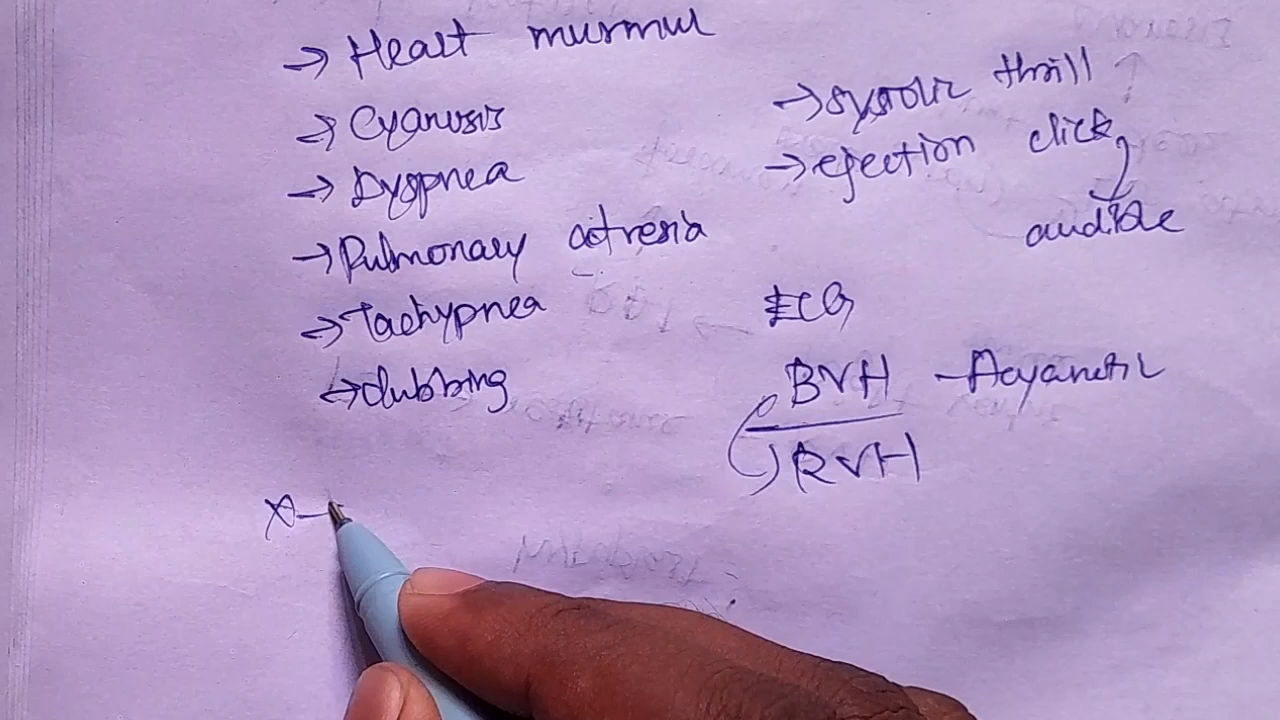 → Heart murmur
→ Cyanosis
→ Dyspnea
→ Pulmonary atresia
→ Tachypnea
→ clubbing
→ systolic thrill
→ ejection click
audible
ECG
BVH - Acyanotic
RVH
X-